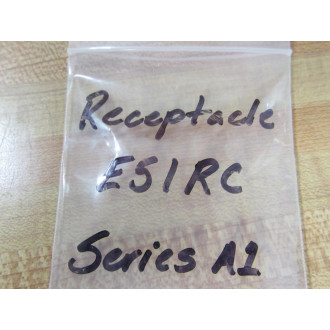 Receptacle
E51RC
Series A1